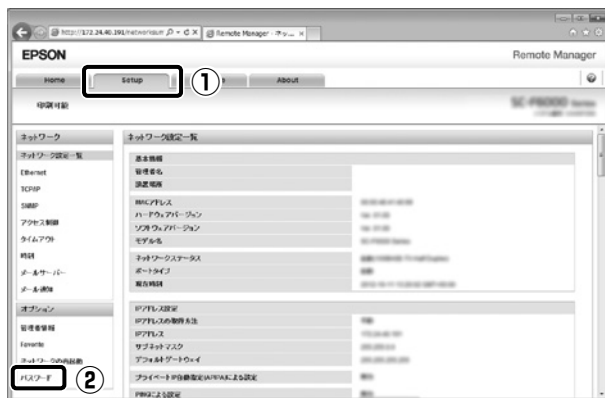 http://172.24.40.191/networksum
Remote Manager - ネッ...
EPSON
Remote Manager
Home
Setup
①
About
印刷可能
ネットワーク
ネットワーク設定一覧
Ethernet
TCP/IP
SNMP
アクセス制御
タイムアウト
時刻
メールサーバー
メール通知
オプション
管理者情報
Favorite
ネットワークの再起動
パスワード
②
ネットワーク設定一覧
基本情報
管理者名
設置場所
MACアドレス
ハードウェアバージョン
ソフトウェアバージョン
モデル名
ネットワークステータス
ポートタイプ
現在時刻
IPアドレス設定
IPアドレスの取得方法
IPアドレス
サブネットマスク
デフォルトゲートウェイ
プライベートIP自動設定(APIPA)による設定
PINGによる設定